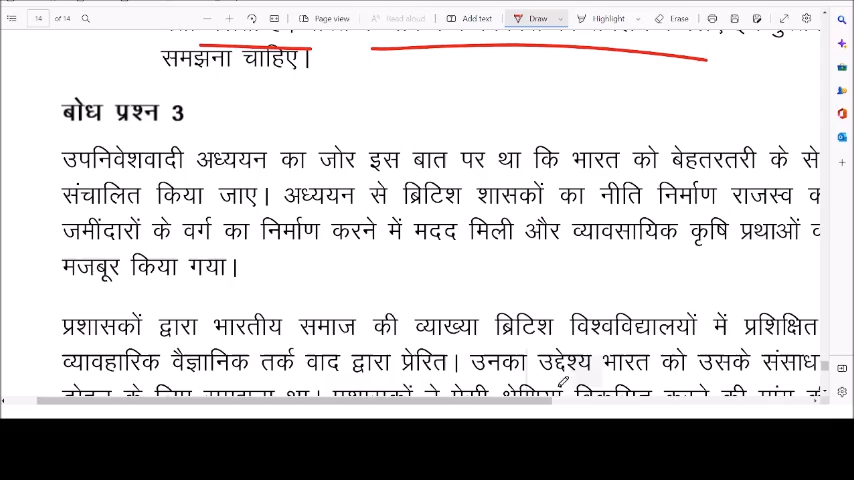 14 of 14 Page view Read aloud Add text Draw Highlight Erase
समझना चाहिए।
बोध प्रश्न 3
उपनिवेशवादी अध्ययन का जोर इस बात पर था कि भारत को बेहतरतरी के से
संचालित किया जाए। अध्ययन से ब्रिटिश शासकों का नीति निर्माण राजस्व
जमींदारों के वर्ग का निर्माण करने में मदद मिली और व्यावसायिक कृषि प्रथाओं
मजबूर किया गया।
प्रशासकों द्वारा भारतीय समाज की व्याख्या ब्रिटिश विश्वविद्यालयों में प्रशिक्षित
व्यावहारिक वैज्ञानिक तर्क वाद द्वारा प्रेरित। उनका उद्देश्य भारत को उसके संसाध